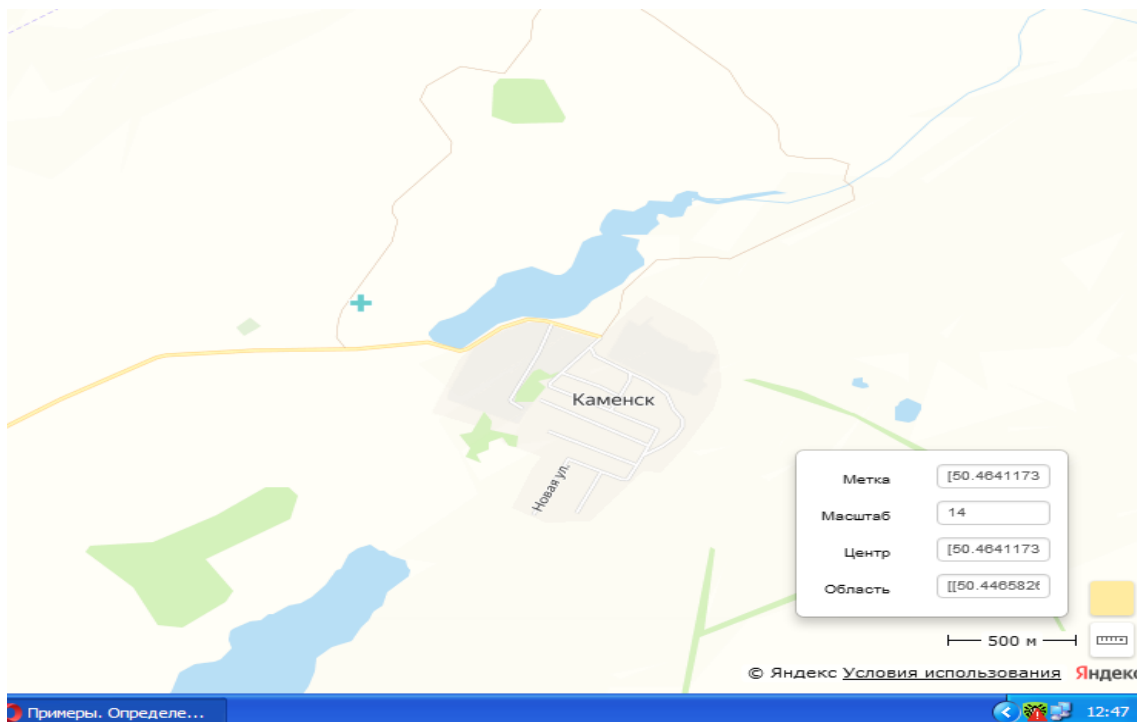 Каменск
Новая ул.
Метка [50.4641173
Масштаб 14
Центр [50.4641173
Область [[50.4465826
500 м
© Яндекс Условия использования Яндекс
Примеры. Определе... 12:47